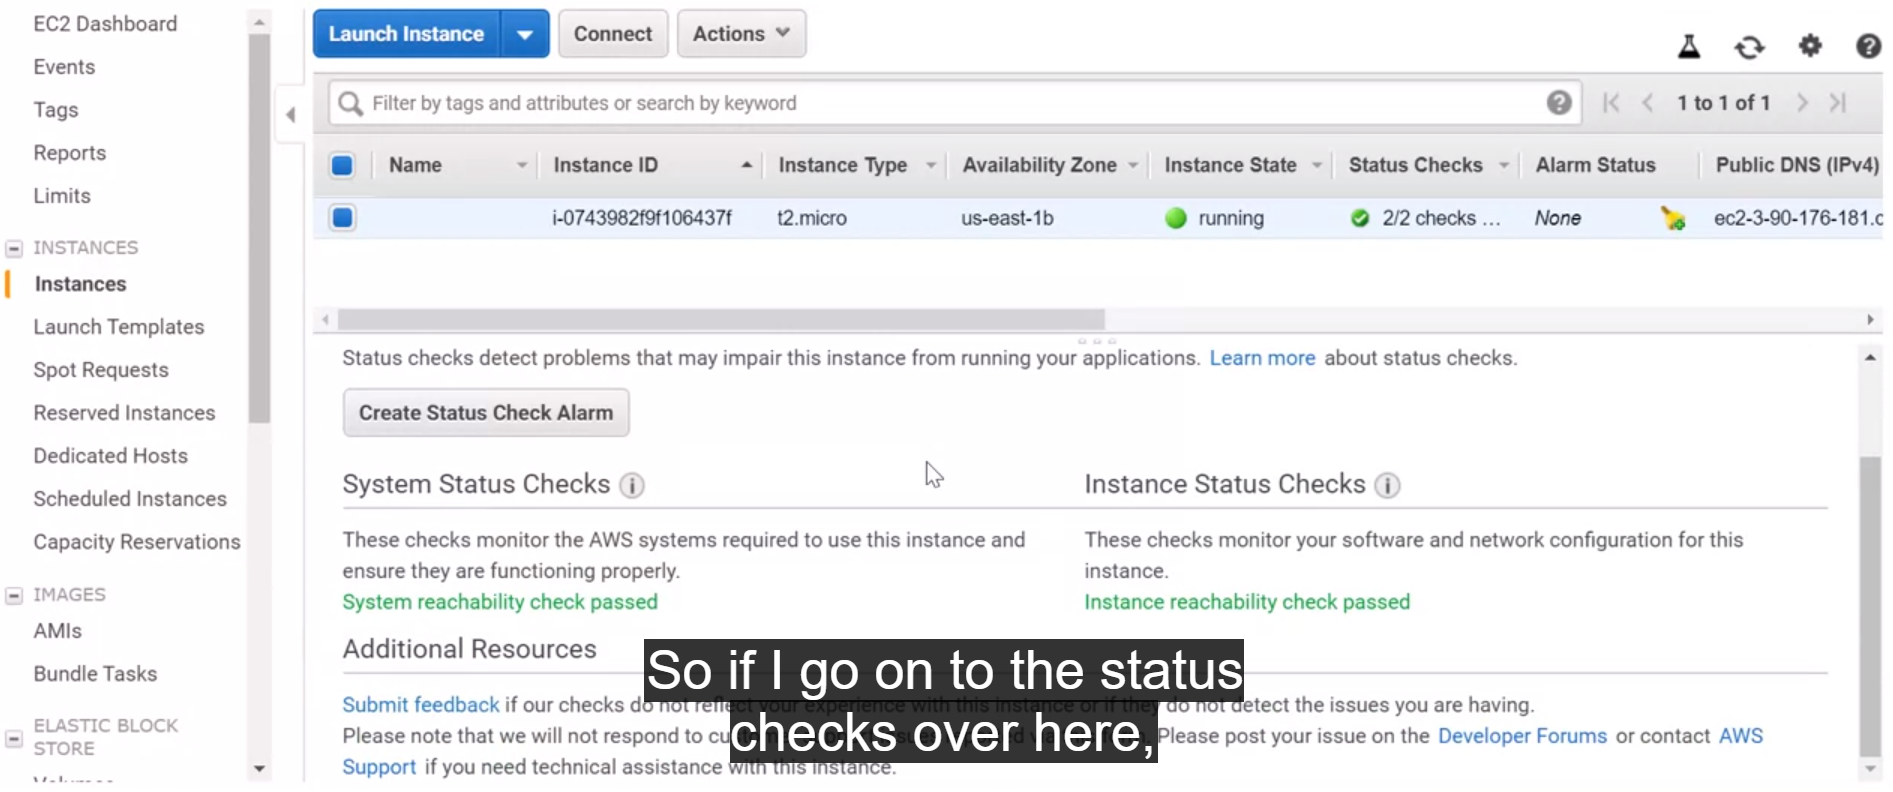 EC2 Dashboard
Events
Tags
Reports
Limits
INSTANCES
Instances
Launch Templates
Spot Requests
Reserved Instances
Dedicated Hosts
Scheduled Instances
Capacity Reservations
IMAGES
AMIs
Bundle Tasks
ELASTIC BLOCK
STORE
Launch Instance Connect Actions
Filter by tags and attributes or search by keyword 1 to 1 of 1
Name Instance ID Instance Type Availability Zone Instance State Status Checks Alarm Status Public DNS (IPv4)
i-0743982f9f106437f t2.micro us-east-1b running 2/2 checks ... None ec2-3-90-176-181.c
Status checks detect problems that may impair this instance from running your applications. Learn more about status checks.
Create Status Check Alarm
System Status Checks
These checks monitor the AWS systems required to use this instance and
ensure they are functioning properly.
System reachability check passed
Instance Status Checks
These checks monitor your software and network configuration for this
instance.
Instance reachability check passed
Additional Resources
Submit feedback if our checks do not reflect your experience with this instance or if they do not detect the issues you are having.
Please note that we will not respond to Please post your issue on the Developer Forums or contact AWS
Support if you need technical assistance with this instance.
So if I go on to the status
checks over here,